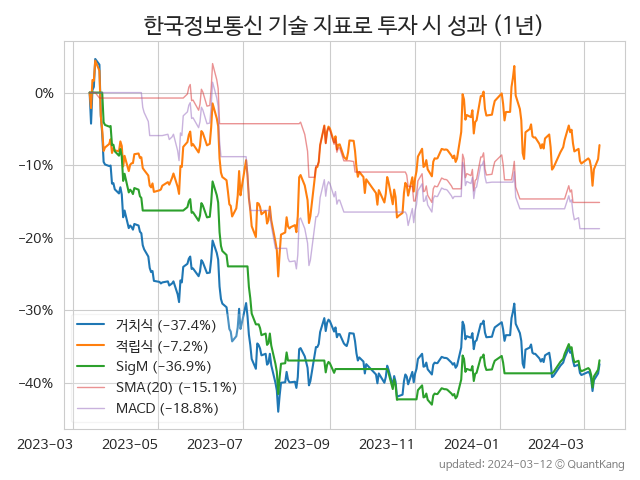 한국정보통신 기술 지표로 투자 시 성과 (1년)
0%
−10%
−20%
−30%
−40%
거치식 (−37.4%)
적립식 (−7.2%)
SigM (−36.9%)
SMA(20) (−15.1%)
MACD (−18.8%)
2023-03 2023-05 2023-07 2023-09 2023-11 2024-01 2024-03
updated: 2024-03-12 © QuantKang